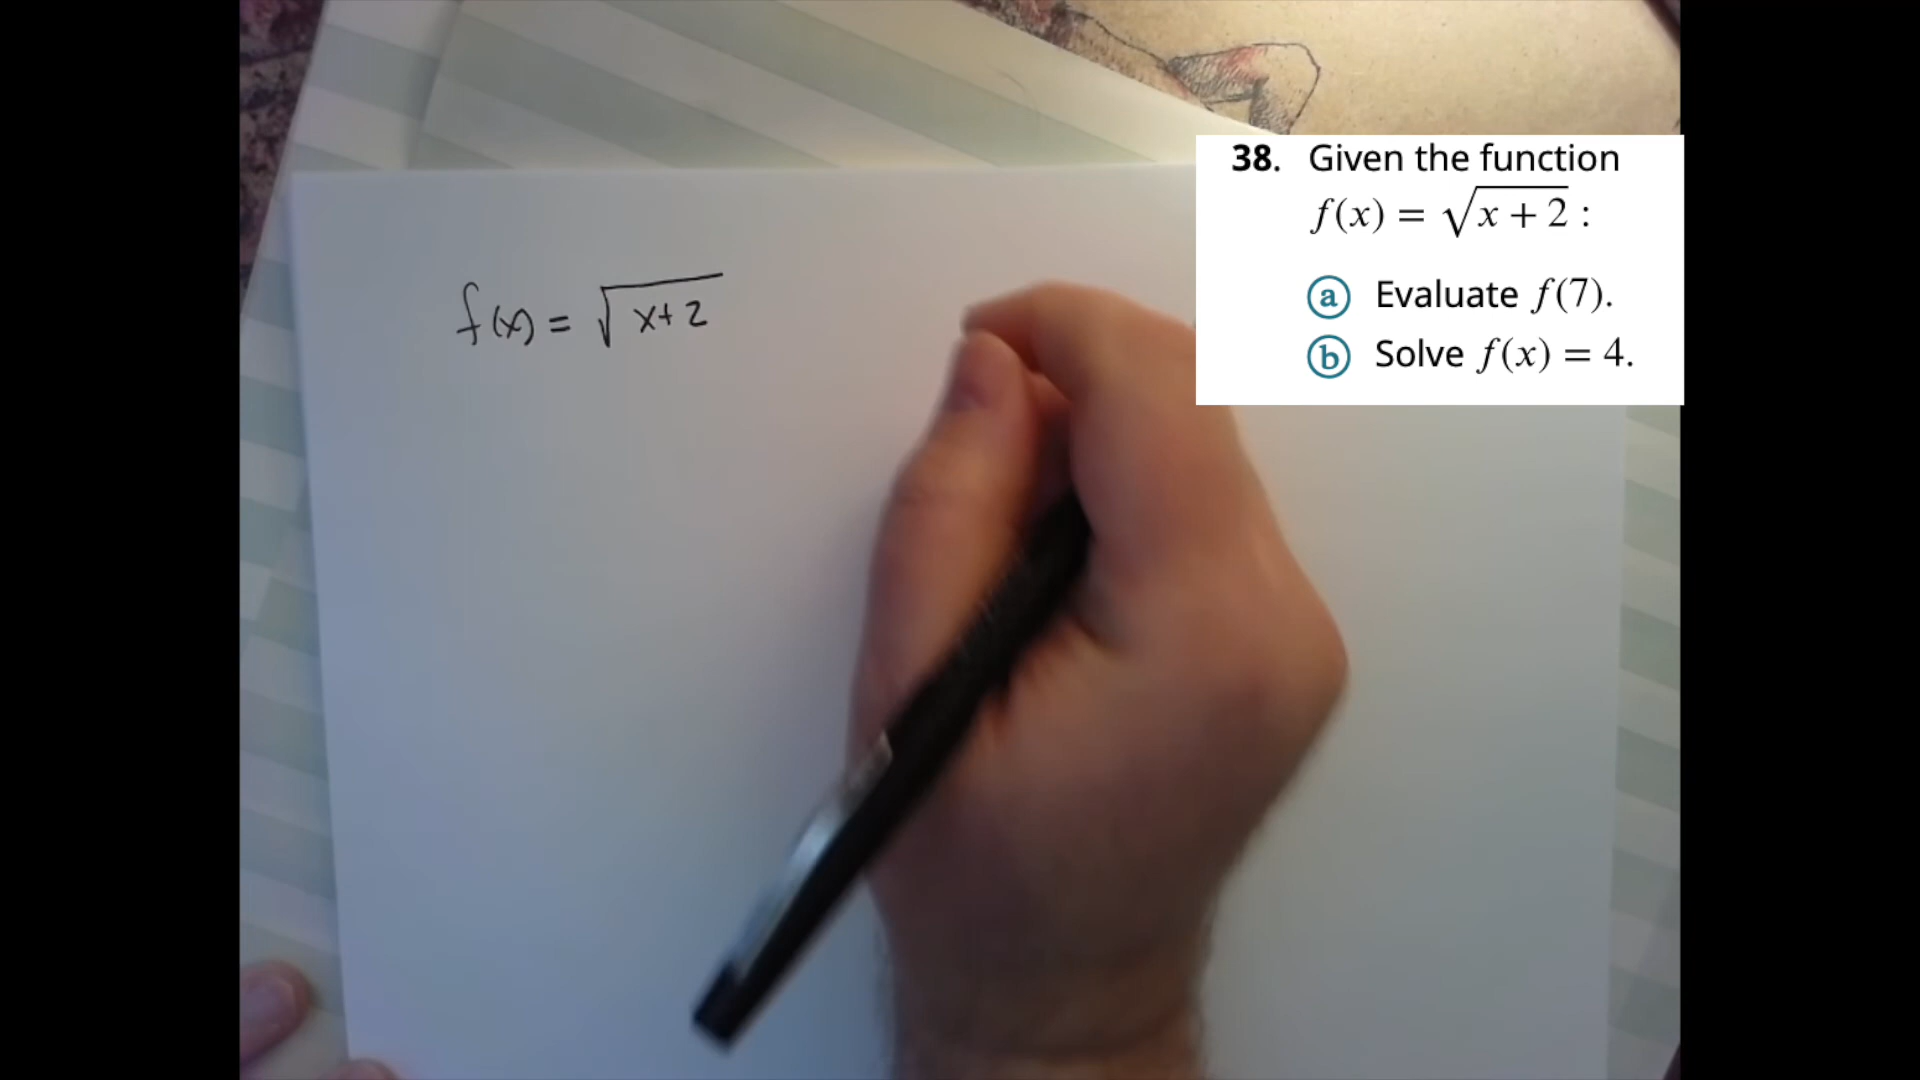 f(x) = √x+2
38. Given the function
f(x) = √x + 2 :
ⓐ Evaluate f(7).
ⓑ Solve f(x) = 4.